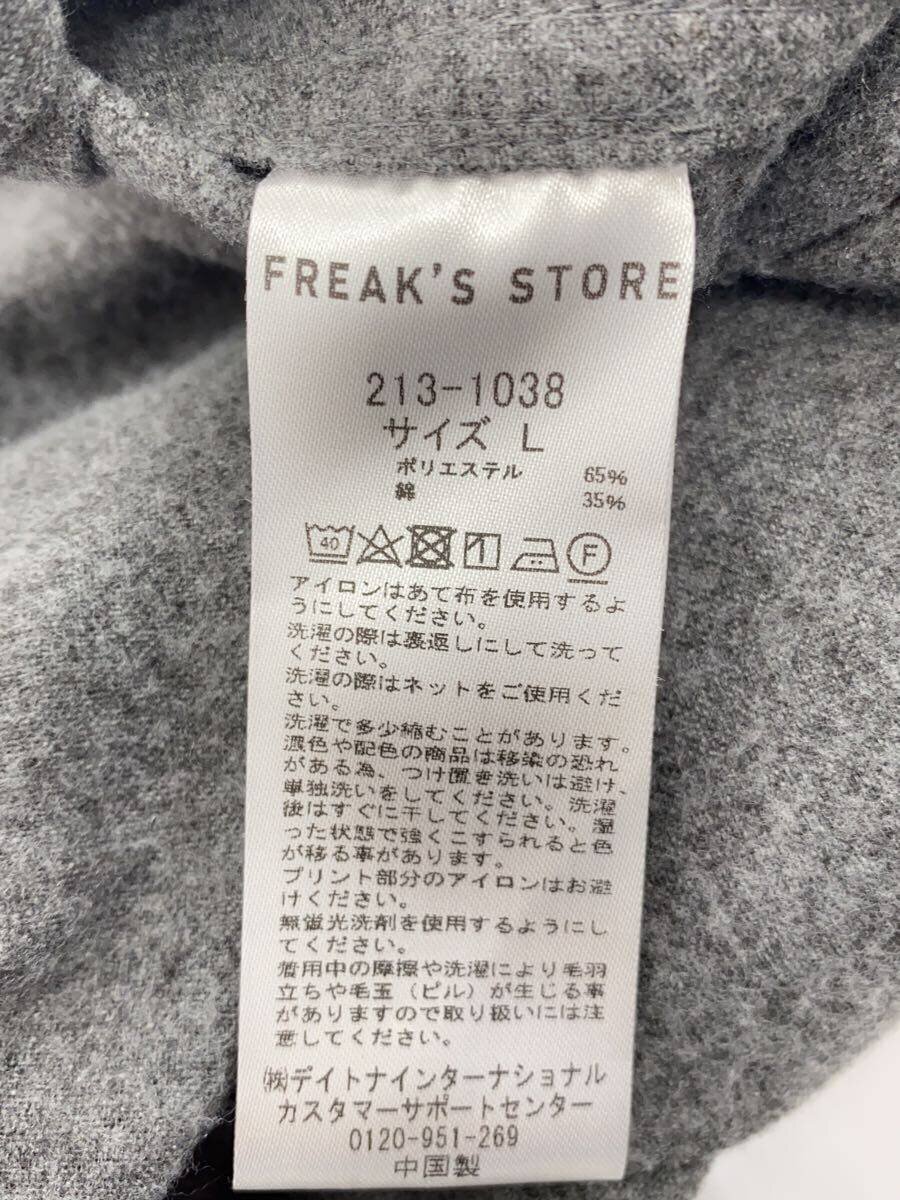 FREAK'S STORE
213-1038
サイズ L
ポリエステル 65%
綿 35%
40 1 F
アイロンはあて布を使用するよ
うにしてください。
洗濯の際は裏返しにして洗って
ください。
洗濯の際はネットをご使用くだ
さい。
洗濯で多少縮むことがあります。
濃色や配色の商品は移染の恐れ
がある為、つけ置き洗いは避け、
単独洗いをしてください。洗濯
後はすぐに干してください。湿
った状態で強くこすられると色
が移る事があります。
プリント部分のアイロンはお避
けください。
無蛍光洗剤を使用するようにし
てください。
着用中の摩擦や洗濯により毛羽
立ちや毛玉（ピル）が生じる事
がありますので取り扱いには注
意してください。
㈱デイトナインターナショナル
カスタマーサポートセンター
0120-951-269
中国製